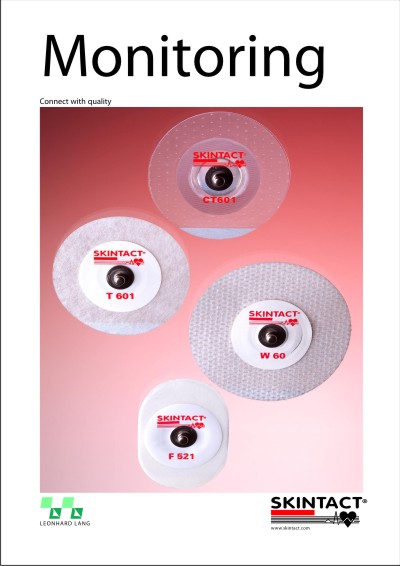 Monitoring
Connect with quality
SKINTACT
CT601
SKINTACT®
T 601
SKINTACT®
W 60
SKINTACT®
F 521
LEONHARD LANG
SKINTACT®
www.skintact.com